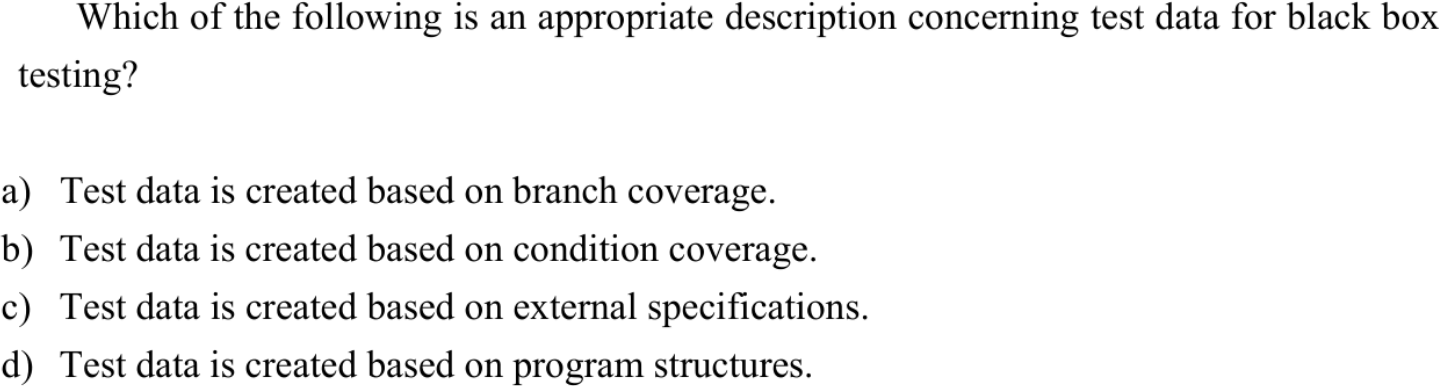 Which of the following is an appropriate description concerning test data for black box
testing?
a) Test data is created based on branch coverage.
b) Test data is created based on condition coverage.
c) Test data is created based on external specifications.
d) Test data is created based on program structures.